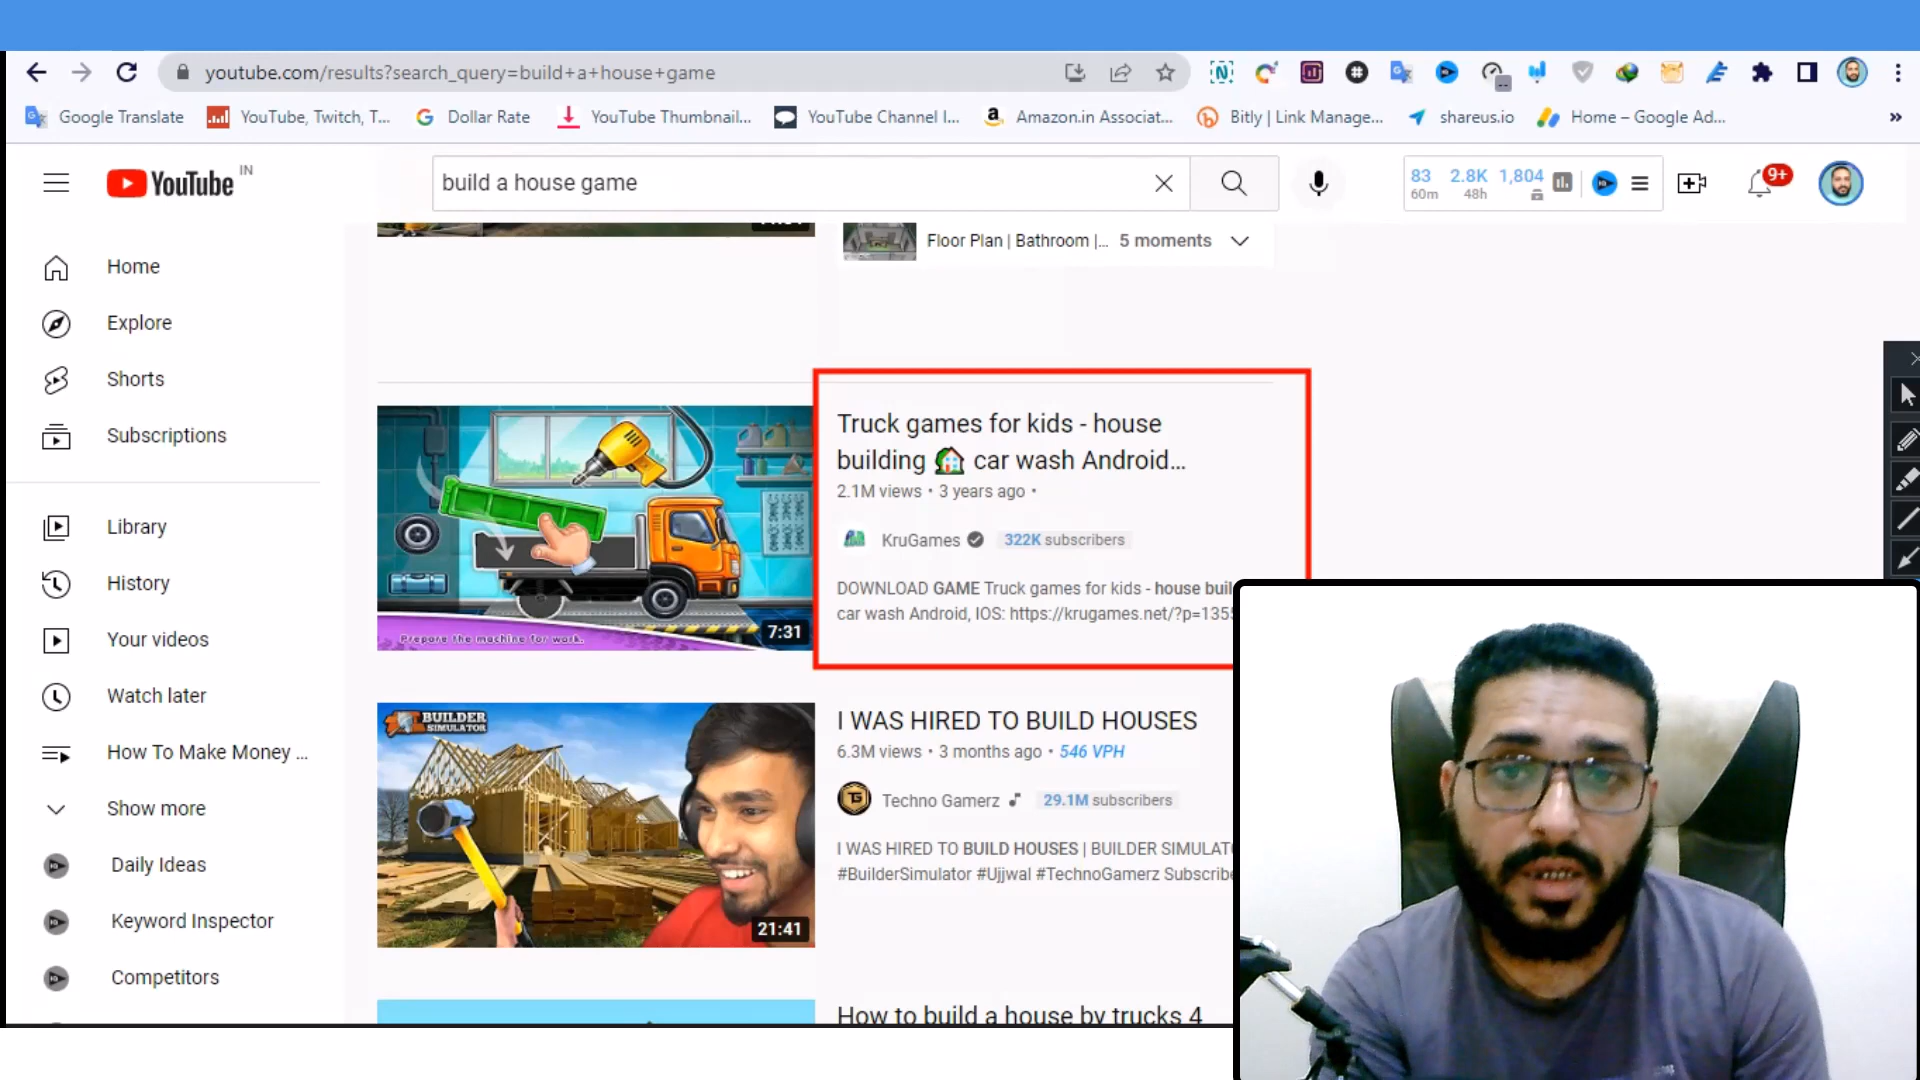 youtube.com/results?search_query=build+a+house+game
Google Translate
YouTube, Twitch, T...
Dollar Rate
YouTube Thumbnail...
YouTube Channel I...
Amazon.in Associat...
Bitly | Link Manage...
shareus.io
Home – Google Ad...
»
YouTube IN
build a house game
83 2.8K 1,804
60m 48h
9+
Floor Plan | Bathroom |... 5 moments
Home
Explore
Shorts
Subscriptions
Library
History
Your videos
Watch later
How To Make Money ...
Show more
Daily Ideas
Keyword Inspector
Competitors
Prepare the machine for work.
7:31
Truck games for kids - house
building 🏠 car wash Android...
2.1M views • 3 years ago •
KruGames 322K subscribers
DOWNLOAD GAME Truck games for kids - house buil
car wash Android, IOS: https://krugames.net/?p=135
BUILDER
SIMULATOR
21:41
I WAS HIRED TO BUILD HOUSES
6.3M views • 3 months ago • 546 VPH
TG
Techno Gamerz 29.1M subscribers
I WAS HIRED TO BUILD HOUSES | BUILDER SIMULAT
#BuilderSimulator #Ujjwal #TechnoGamerz Subscribe
How to build a house by trucks 4